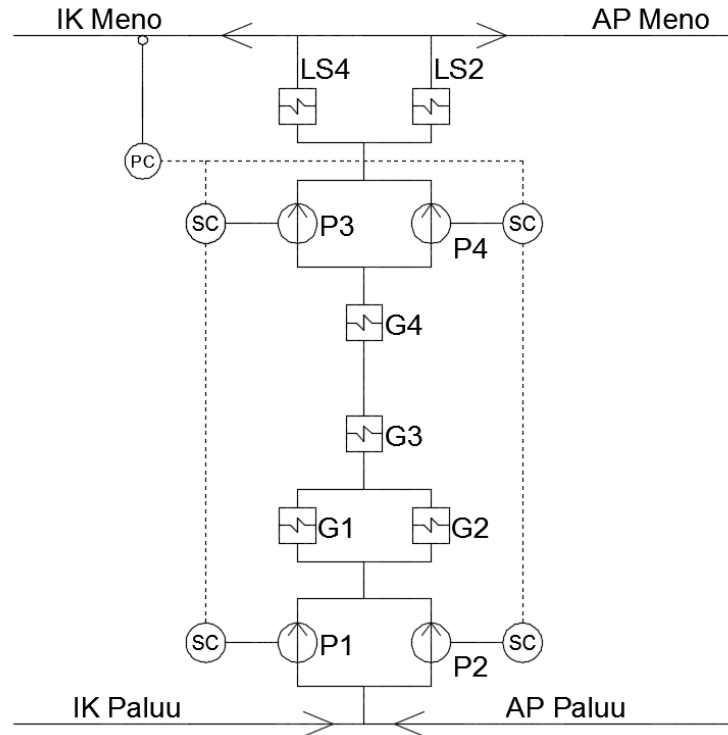 IK Meno
AP Meno
LS4
LS2
PC
SC
P3
P4
SC
G4
G3
G1
G2
SC
P1
P2
SC
IK Paluu
AP Paluu